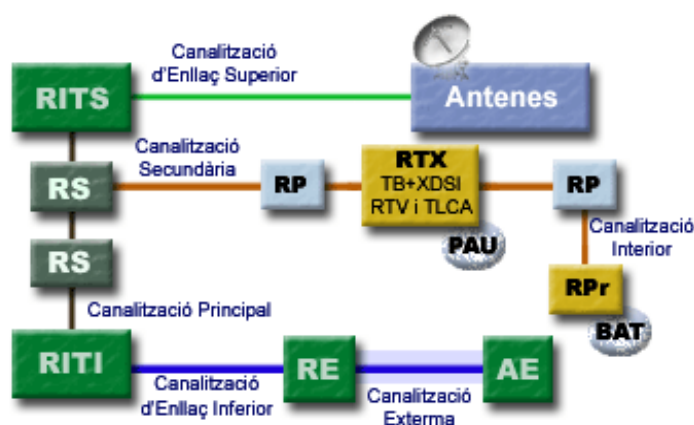 Canalització
d'Enllaç Superior
RITS
Antenes
Canalització
Secundària
RS
RP
RTX
TB+XDSI
RTV i TLCA
PAU
RP
Canalització
Interior
RS
RPr
BAT
Canalització Principal
RITI
RE
AE
Canalització
d'Enllaç Inferior
Canalització
Exterma